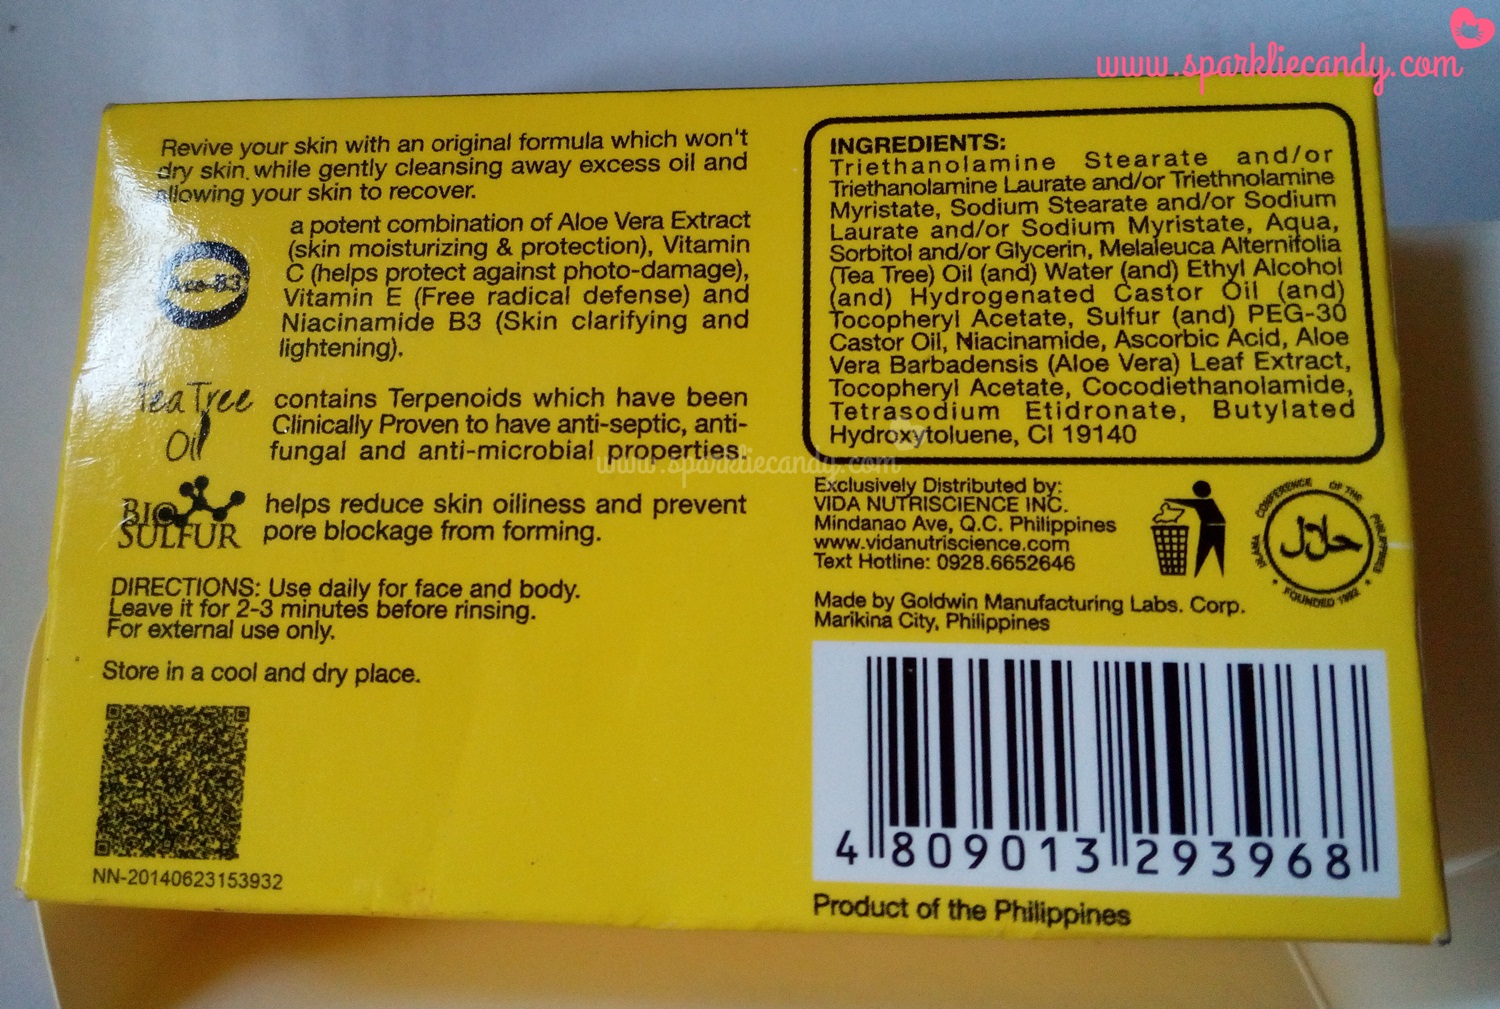 www.sparkliecandy.com
Revive your skin with an original formula which won't
dry skin, while gently cleansing away excess oil and
allowing your skin to recover.
a potent combination of Aloe Vera Extract
(skin moisturizing & protection), Vitamin
C (helps protect against photo-damage),
Vitamin E (Free radical defense) and
Niacinamide B3 (Skin clarifying and
lightening).
Tea Tree
Oil
contains Terpenoids which have been
Clinically Proven to have anti-septic, anti-
fungal and anti-microbial properties.
www.sparkliecandy.com
BIO
SULFUR
helps reduce skin oiliness and prevent
pore blockage from forming.
DIRECTIONS: Use daily for face and body.
Leave it for 2-3 minutes before rinsing.
For external use only.
Store in a cool and dry place.
NN-20140623153932
INGREDIENTS:
Triethanolamine Stearate and/or
Triethanolamine Laurate and/or Triethnolamine
Myristate, Sodium Stearate and/or Sodium
Laurate and/or Sodium Myristate, Aqua,
Sorbitol and/or Glycerin, Melaleuca Alternifolia
(Tea Tree) Oil (and) Water (and) Ethyl Alcohol
(and) Hydrogenated Castor Oil (and)
Tocopheryl Acetate, Sulfur (and) PEG-30
Castor Oil, Niacinamide, Ascorbic Acid, Aloe
Vera Barbadensis (Aloe Vera) Leaf Extract,
Tocopheryl Acetate, Cocodiethanolamide,
Tetrasodium Etidronate, Butylated
Hydroxytoluene, CI 19140
Exclusively Distributed by:
VIDA NUTRISCIENCE INC.
Mindanao Ave, Q.C. Philippines
www.vidanutriscience.com
Text Hotline: 0928.6652646
CONFERENCE OF THE PHILIPPINES
حلال
FOUNDED 1992
Made by Goldwin Manufacturing Labs. Corp.
Marikina City, Philippines
4 809013 293968
Product of the Philippines